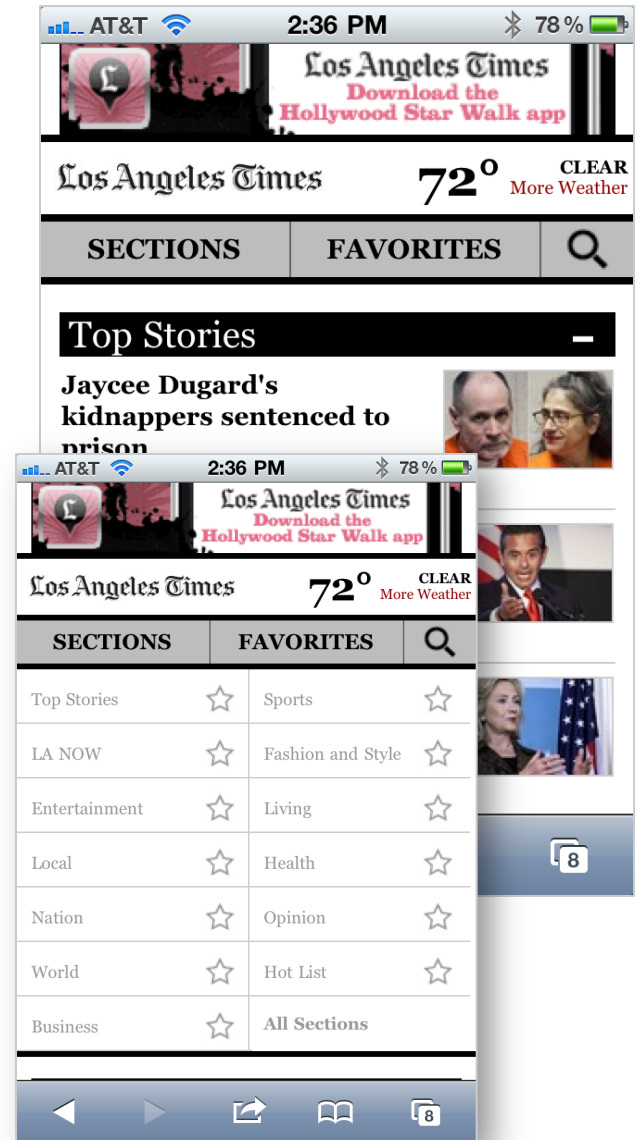 AT&T 2:36 PM 78%
Los Angeles Times
Download the
Hollywood Star Walk app
L
Los Angeles Times 72° CLEAR
More Weather
SECTIONS FAVORITES
Top Stories
Jaycee Dugard's
kidnappers sentenced to
prison
8
AT&T 2:36 PM 78%
Los Angeles Times
Download the
Hollywood Star Walk app
L
Los Angeles Times 72° CLEAR
More Weather
SECTIONS FAVORITES
Top Stories Sports
LA NOW Fashion and Style
Entertainment Living
Local Health
Nation Opinion
World Hot List
Business All Sections
8